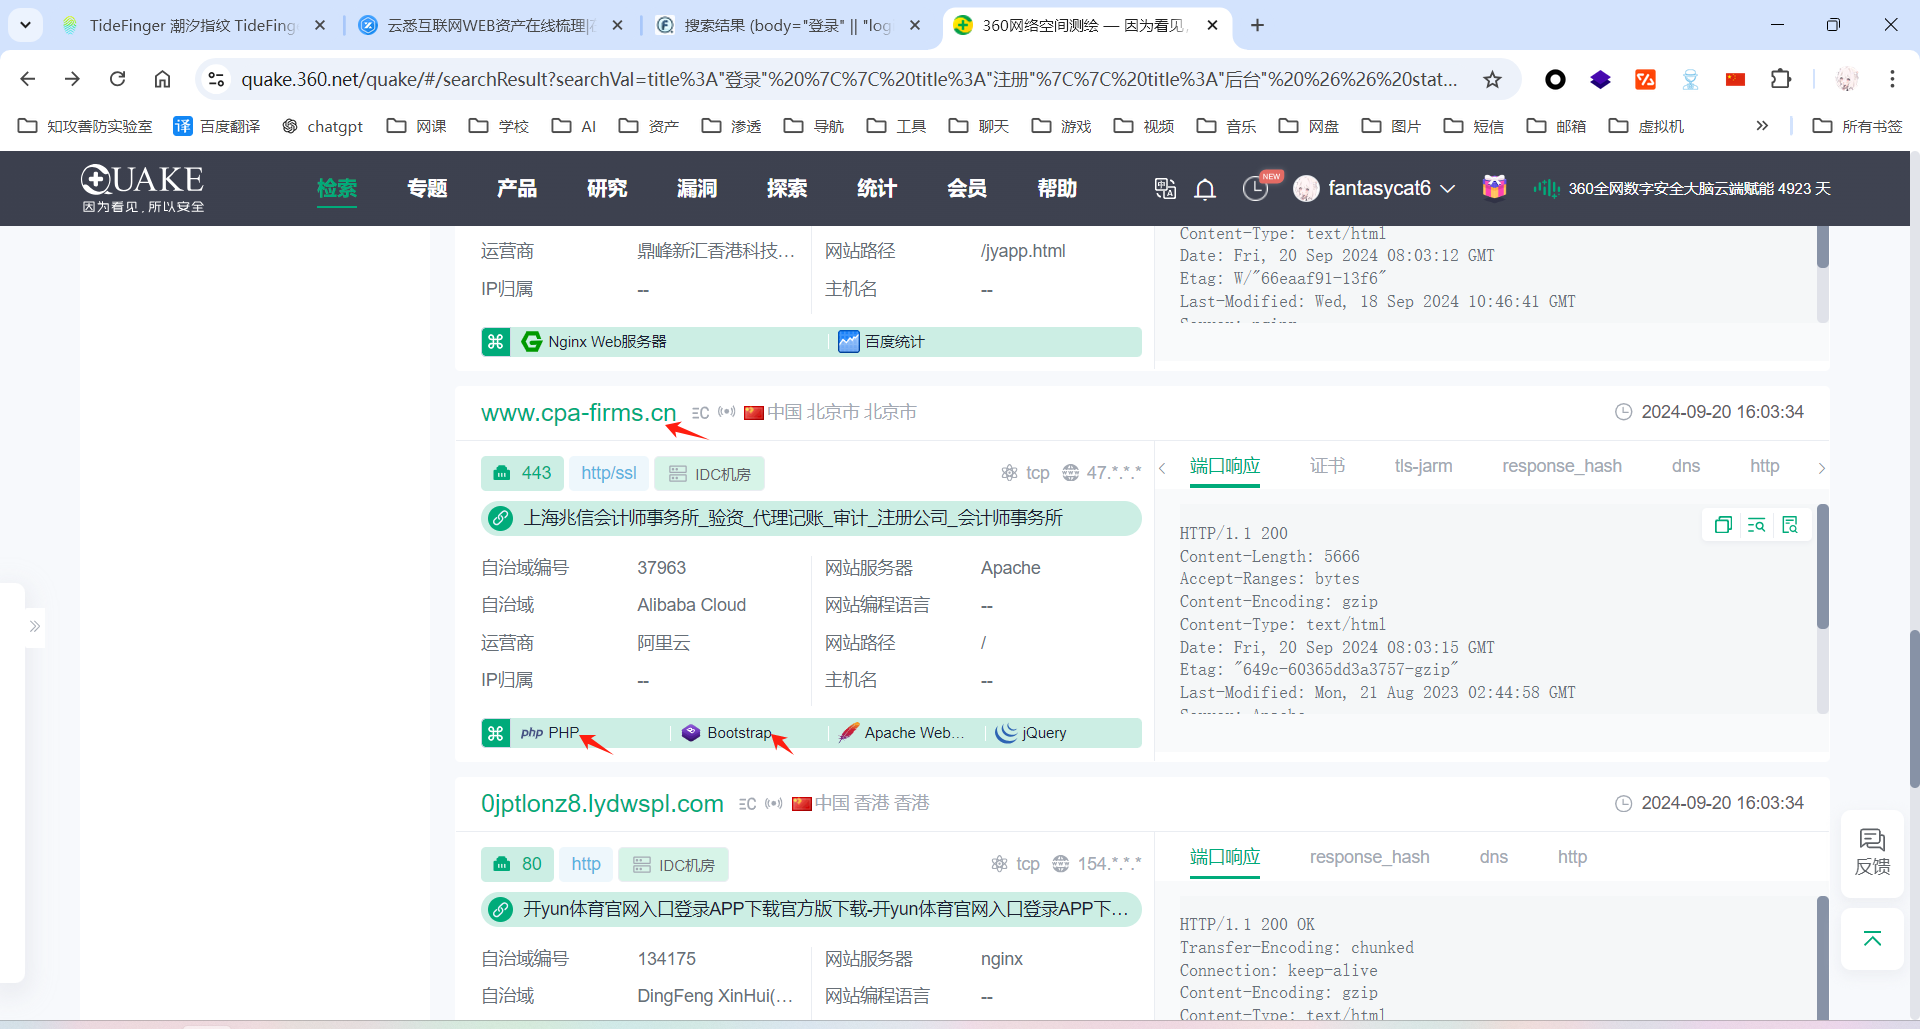 TideFinger 潮汐指纹 TideFing
云悉互联网WEB资产在线梳理|在
搜索结果 (body="登录" || "log
360网络空间测绘 — 因为看见,
quake.360.net/quake/#/searchResult?searchVal=title%3A"登录"%20%7C%7C%20title%3A"注册"%7C%7C%20title%3A"后台"%20%26%26%20stat...
知攻善防实验室 百度翻译 chatgpt 网课 学校 AI 资产 渗透 导航 工具 聊天 游戏 视频 音乐 网盘 图片 短信 邮箱 虚拟机 » 所有书签
QUAKE
因为看见,所以安全
检索 专题 产品 研究 漏洞 探索 统计 会员 帮助
NEW
fantasycat6
360全网数字安全大脑云端赋能 4923 天
运营商 鼎峰新汇香港科技... 网站路径 /jyapp.html
IP归属 -- 主机名 --
Nginx Web服务器 百度统计
Content-Type: text/html
Date: Fri, 20 Sep 2024 08:03:12 GMT
Etag: W/"66eaaf91-13f6"
Last-Modified: Wed, 18 Sep 2024 10:46:41 GMT
Server: nginx
www.cpa-firms.cn 中国 北京市 北京市
2024-09-20 16:03:34
443 http/ssl IDC机房 tcp 47.*.*.*
上海兆信会计师事务所_验资_代理记账_审计_注册公司_会计师事务所
自治域编号 37963 网站服务器 Apache
自治域 Alibaba Cloud 网站编程语言 --
运营商 阿里云 网站路径 /
IP归属 -- 主机名 --
php PHP Bootstrap Apache Web... jQuery
端口响应 证书 tls-jarm response_hash dns http
HTTP/1.1 200
Content-Length: 5666
Accept-Ranges: bytes
Content-Encoding: gzip
Content-Type: text/html
Date: Fri, 20 Sep 2024 08:03:15 GMT
Etag: "649c-60365dd3a3757-gzip"
Last-Modified: Mon, 21 Aug 2023 02:44:58 GMT
Server: Apache
0jptlonz8.lydwspl.com 中国 香港 香港
2024-09-20 16:03:34
80 http IDC机房 tcp 154.*.*.*
开yun体育官网入口登录APP下载官方版下载-开yun体育官网入口登录APP下...
自治域编号 134175 网站服务器 nginx
自治域 DingFeng XinHui(... 网站编程语言 --
端口响应 response_hash dns http
HTTP/1.1 200 OK
Transfer-Encoding: chunked
Connection: keep-alive
Content-Encoding: gzip
Content-Type: text/html
反馈